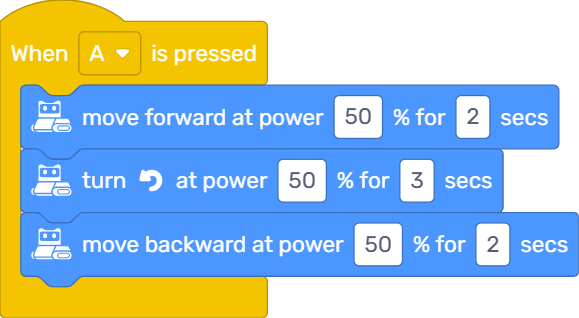 When A is pressed
move forward at power 50 % for 2 secs
turn at power 50 % for 3 secs
move backward at power 50 % for 2 secs